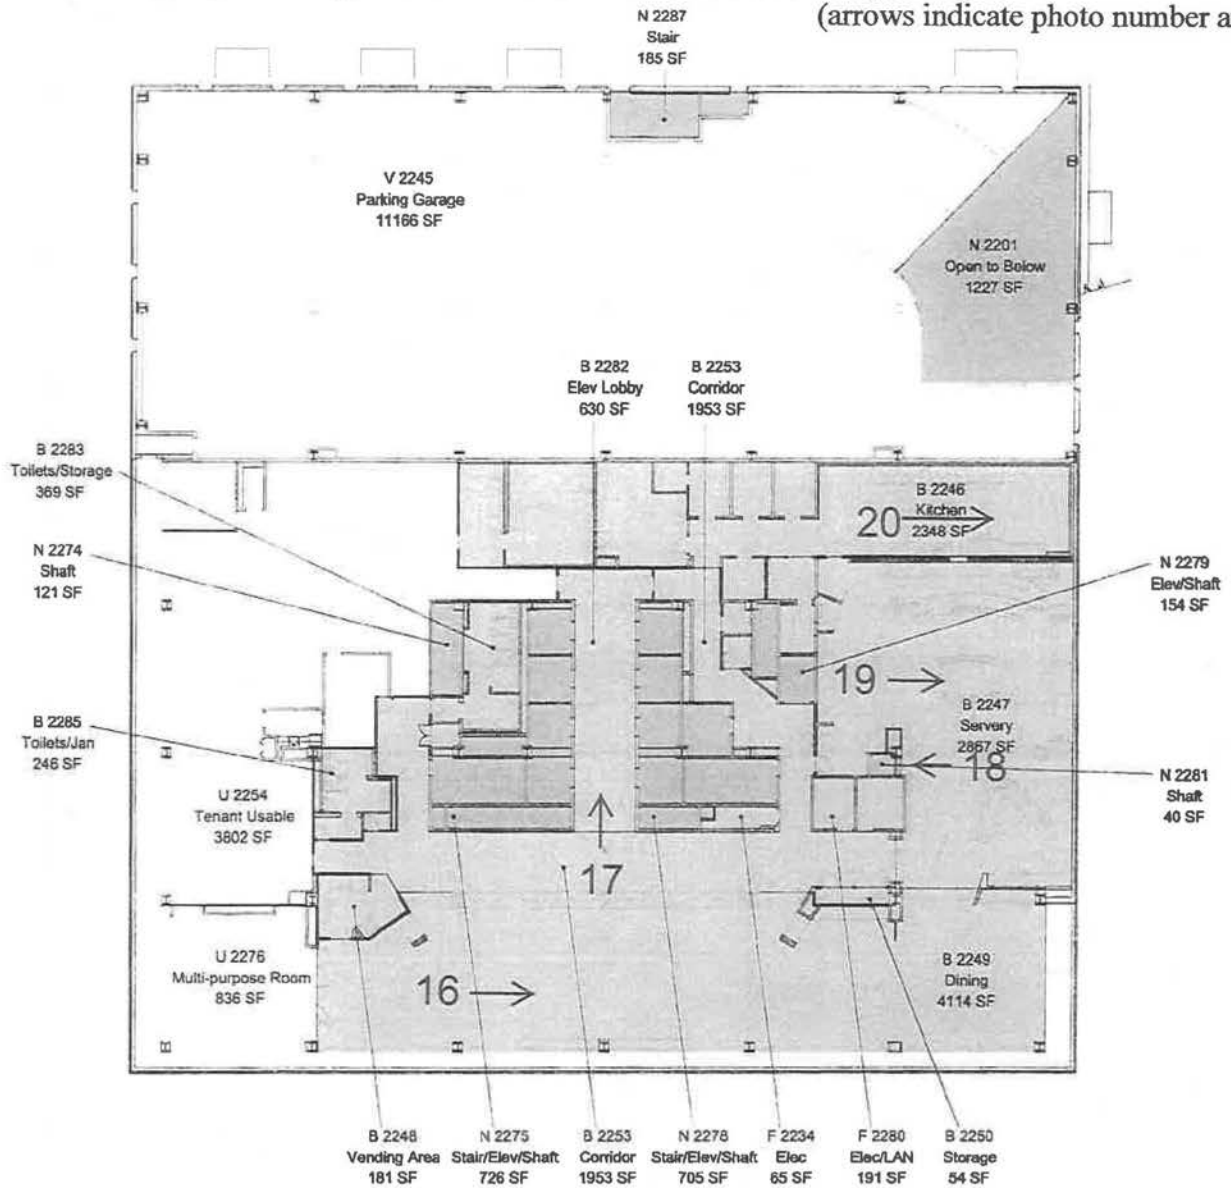 (arrows indicate photo number a
N 2287
Stair
185 SF
V 2245
Parking Garage
11166 SF
N 2201
Open to Below
1227 SF
B 2282
Elev Lobby
630 SF
B 2253
Corridor
1953 SF
B 2283
Toilets/Storage
369 SF
B 2246
Kitchen
2348 SF
20
N 2274
Shaft
121 SF
N 2279
Elev/Shaft
154 SF
19
B 2247
Servery
2867 SF
18
B 2285
Toilets/Jan
246 SF
N 2281
Shaft
40 SF
U 2254
Tenant Usable
3802 SF
17
U 2276
Multi-purpose Room
836 SF
16
B 2249
Dining
4114 SF
B 2248
Vending Area
181 SF
N 2275
Stair/Elev/Shaft
726 SF
B 2253
Corridor
1953 SF
N 2278
Stair/Elev/Shaft
705 SF
F 2234
Elec
65 SF
F 2280
Elec/LAN
191 SF
B 2250
Storage
54 SF